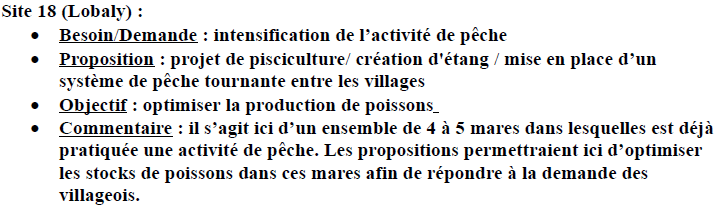 Site 18 (Lobaly) :
• Besoin/Demande : intensification de l’activité de pêche
• Proposition : projet de pisciculture/ création d'étang / mise en place d’un
système de pêche tournante entre les villages
• Objectif : optimiser la production de poissons
• Commentaire : il s’agit ici d’un ensemble de 4 à 5 mares dans lesquelles est déjà
pratiquée une activité de pêche. Les propositions permettraient ici d’optimiser
les stocks de poissons dans ces mares afin de répondre à la demande des
villageois.